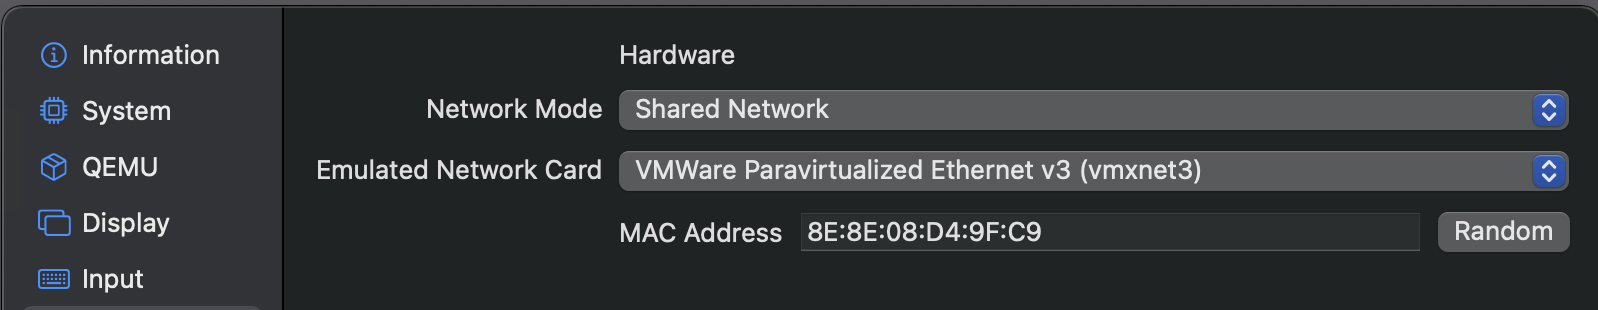 Information
System
QEMU
Display
Input
Hardware
Network Mode Shared Network
Emulated Network Card VMWare Paravirtualized Ethernet v3 (vmxnet3)
MAC Address 8E:8E:08:D4:9F:C9 Random